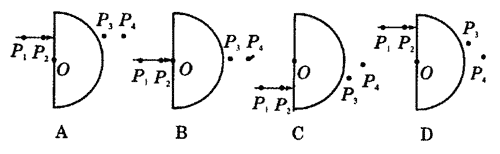 P₁ P₂ O P₃ P₄
A
P₁ P₂ O P₃ P₄
B
P₁ P₂ O P₃ P₄
C
P₁ P₂ O P₃ P₄
D